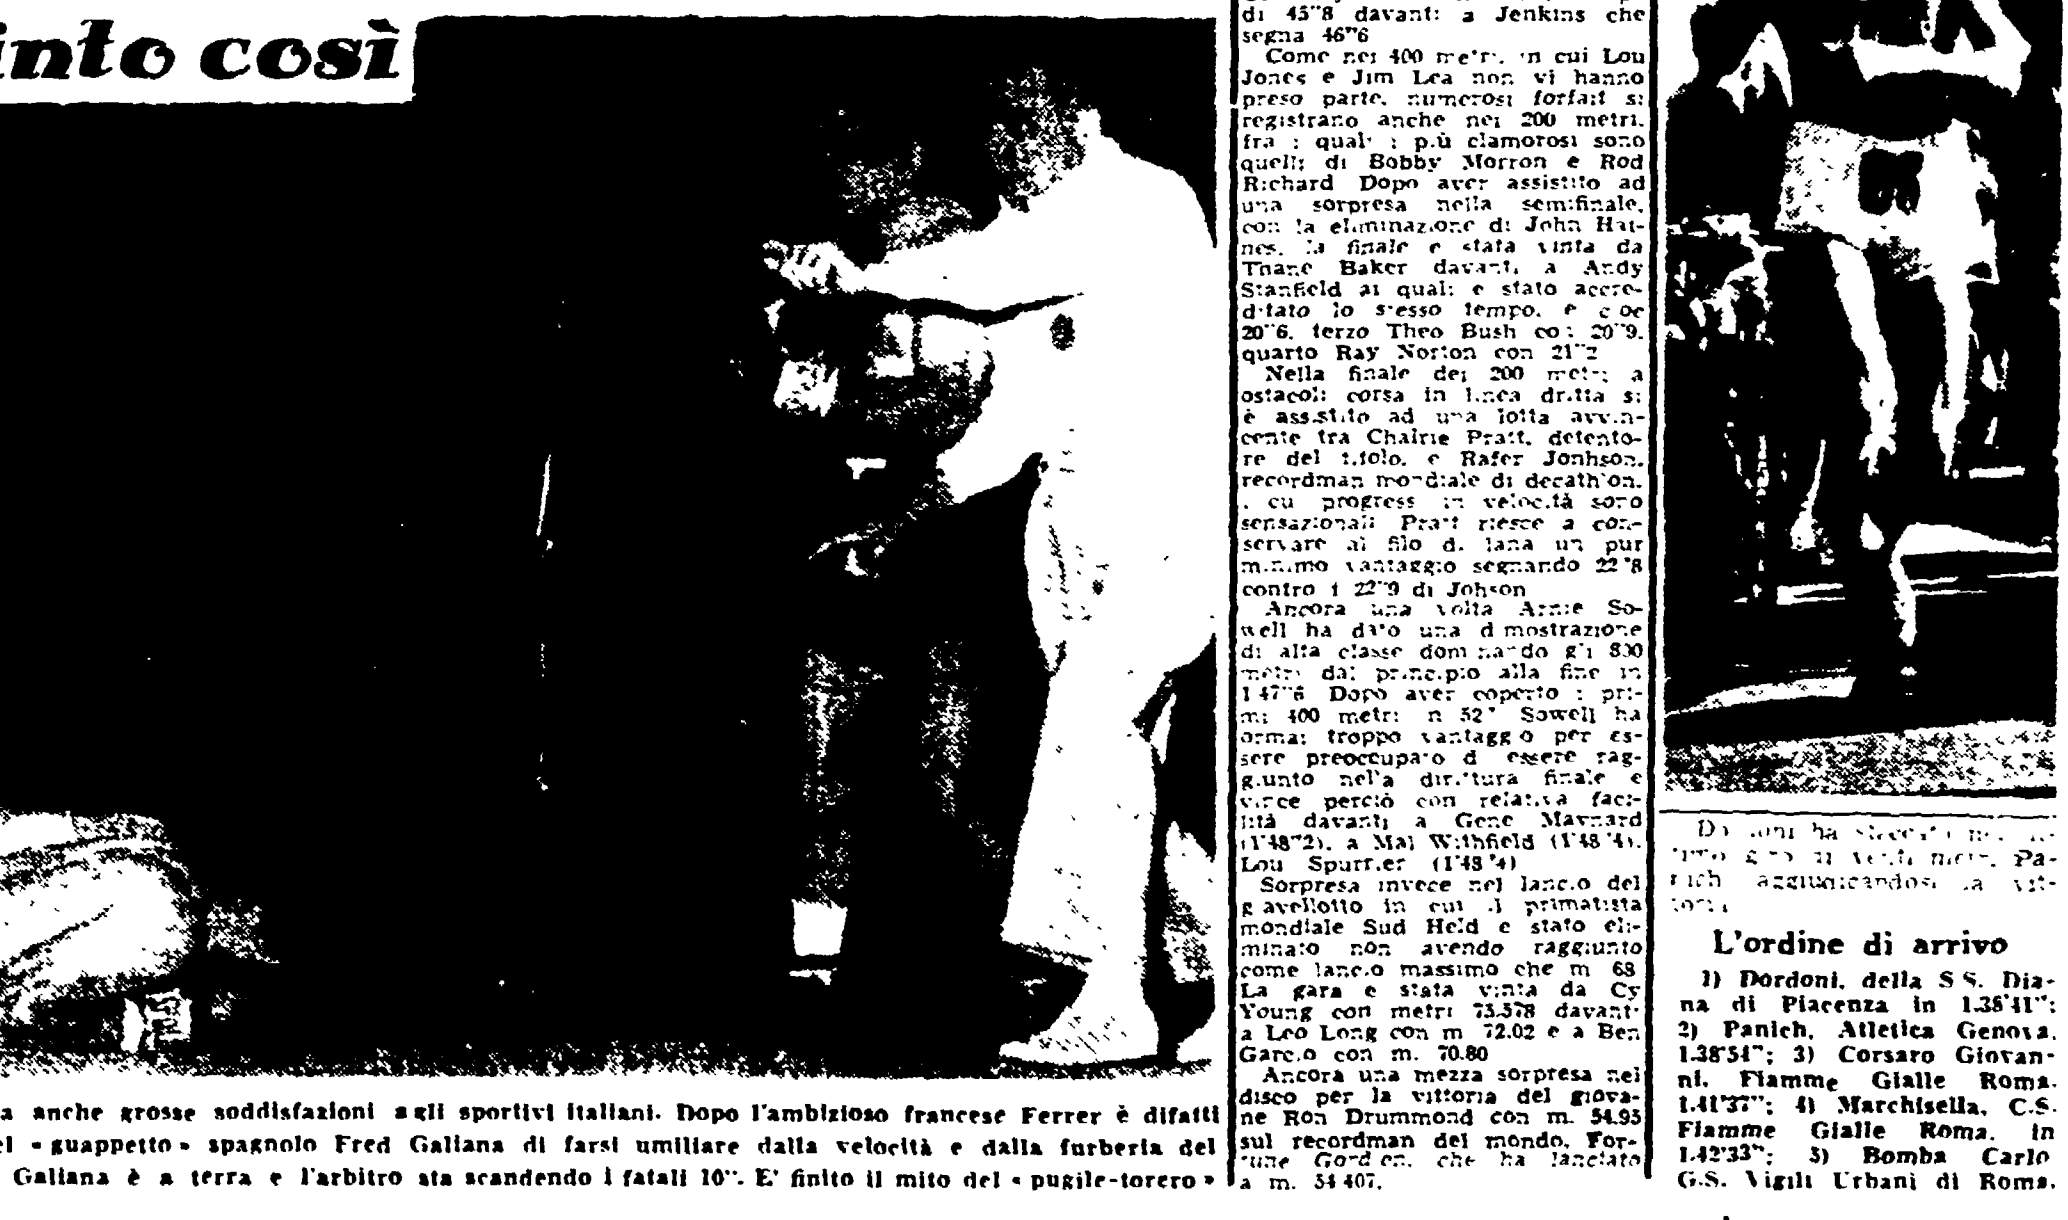 into così
a anche grosse soddisfazioni agli sportivi italiani. Dopo l'ambizioso francese Ferrer è difatti
el «guappetto» spagnolo Fred Galiana di farsi umiliare dalla velocità e dalla furberia del
Galiana è a terra e l'arbitro sta scandendo i fatali 10". E' finito il mito del «pugile-torero»
di 45"8 davanti a Jenkins che
segna 46"6
Come nei 400 metri, in cui Lou
Jones e Jim Lea non vi hanno
preso parte, numerosi forfait si
registrano anche nei 200 metri,
fra i quali i più clamorosi sono
quelli di Bobby Morron e Rod
Richard Dopo aver assistito ad
una sorpresa nella semifinale,
con la eliminazione di John Hai-
nes, la finale e stata vinta da
Thane Baker davanti a Andy
Stanfield ai quali e stato accre-
ditato lo stesso tempo, e cioe
20"6, terzo Theo Bush con 20"9,
quarto Ray Norton con 21"2
Nella finale dei 200 metri a
ostacoli corsa in linea dritta si
è assistito ad una lotta avvin-
cente tra Chalrie Pratt, detento-
re del titolo, e Rafer Jonhson,
recordman mondiale di decathlon,
i cui progressi in velocità sono
sensazionali Pratt riesce a con-
servare al filo di lana un pur
minimo vantaggio segnando 22"8
contro i 22"9 di Johson
Ancora una volta Arnie So-
well ha dato una dimostrazione
di alta classe dominando gli 800
metri dal principio alla fine in
1'47"6 Dopo aver coperto i pri-
mi 400 metri in 52" Sowell ha
ormai troppo vantaggio per es-
sere preoccupato di essere rag-
giunto nella dirittura finale e
vince perciò con relativa faci-
lità davanti a Gene Maynard
(1'48"2), a Mal Withfield (1'48"4),
Lou Spurrier (1'48"4)
Sorpresa invece nel lancio del
giavellotto in cui il primatista
mondiale Sud Held e stato eli-
minato non avendo raggiunto
come lancio massimo che m 68
La gara e stata vinta da Cy
Young con metri 73.578 davanti
a Leo Long con m 72.02 e a Ben
Garcio con m. 70.80
Ancora una mezza sorpresa nel
disco per la vittoria del giova-
ne Ron Drummond con m. 54.95
sul recordman del mondo, For-
tune Gordien, che ha lanciato
a m. 54 407.
Dordoni ha staccato
giro di venti metri Pa-
nich aggiudicandosi la vit-
toria
L'ordine di arrivo
1) Dordoni, della S S. Dia-
na di Piacenza in 1.38'41";
2) Panich, Atletica Genova,
1.38'54"; 3) Corsaro Giovan-
ni, Fiamme Gialle Roma,
1.41'37"; 4) Marchisella, C.S.
Fiamme Gialle Roma, in
1.42'33"; 5) Bomba Carlo
G.S. Vigili Urbani di Roma.